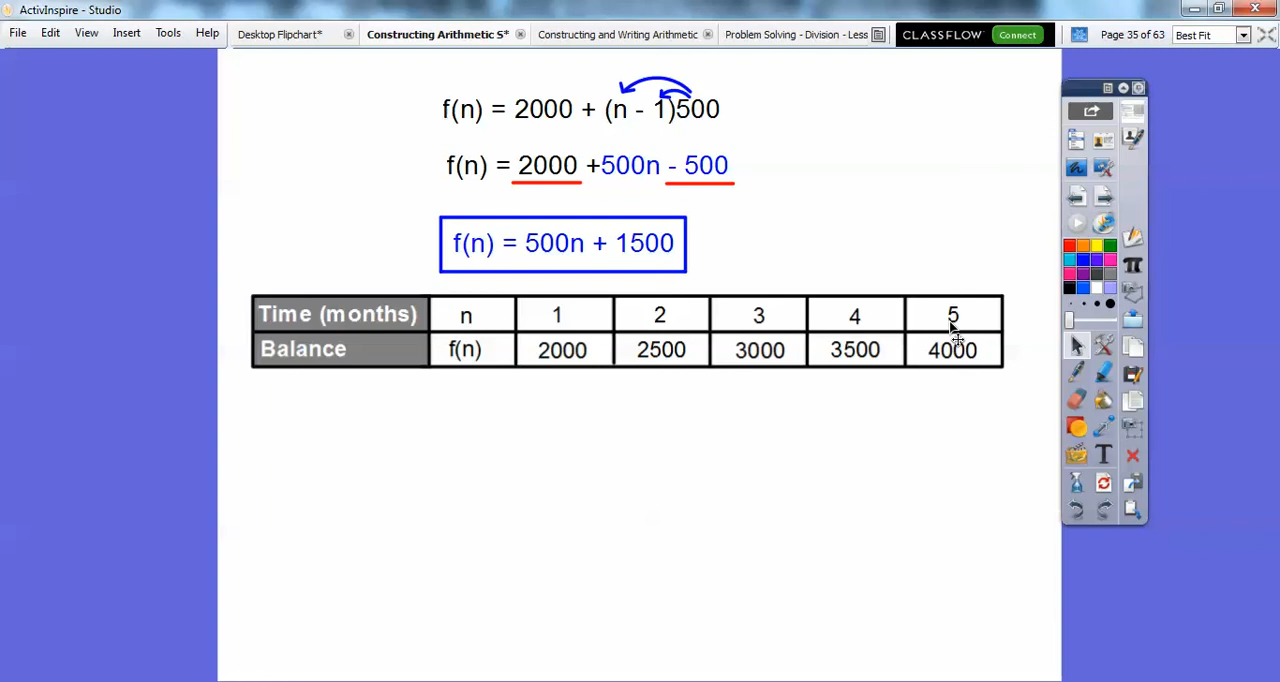 ActivInspire - Studio
File Edit View Insert Tools Help Desktop Flipchart* Constructing Arithmetic S* Constructing and Writing Arithmetic Problem Solving - Division - Less CLASSFLOW Connect Page 35 of 63 Best Fit
f(n) = 2000 + (n - 1)500
f(n) = 2000 +500n - 500
f(n) = 500n + 1500
Time (months) n 1 2 3 4 5
Balance f(n) 2000 2500 3000 3500 4000